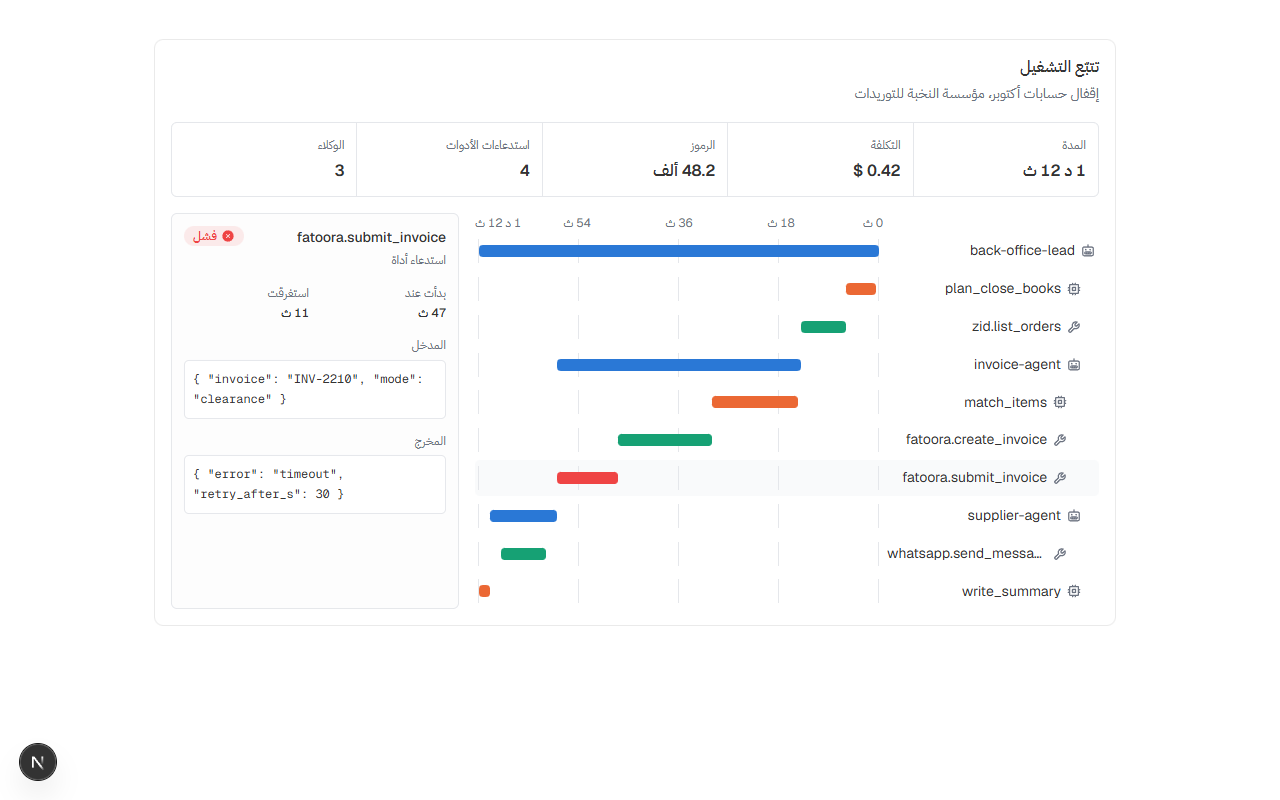 تتبّع التشغيل
إقفال حسابات أكتوبر، مؤسسة النخبة للتوريدات
المدة
1 د 12 ث
التكلفة
0.42 $
الرموز
48.2 ألف
استدعاءات الأدوات
4
الوكلاء
3
0 ث
18 ث
36 ث
54 ث
1 د 12 ث
back-office-lead
plan_close_books
zid.list_orders
invoice-agent
match_items
fatoora.create_invoice
fatoora.submit_invoice
supplier-agent
whatsapp.send_messa...
write_summary
fatoora.submit_invoice
فشل
استدعاء أداة
بدأت عند
47 ث
استغرقت
11 ث
المدخل
{ "invoice": "INV-2210", "mode":
"clearance" }
المخرج
{ "error": "timeout",
"retry_after_s": 30 }
N